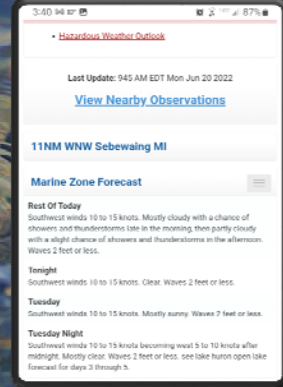 3:40
87%
Hazardous Weather Outlook
Last Update: 945 AM EDT Mon Jun 20 2022
View Nearby Observations
11NM WNW Sebewaing MI
Marine Zone Forecast
Rest Of Today
Southwest winds 10 to 15 knots. Mostly cloudy with a chance of
showers and thunderstorms late in the morning, then partly cloudy
with a slight chance of showers and thunderstorms in the afternoon.
Waves 2 feet or less.
Tonight
Southwest winds 10 to 15 knots. Clear. Waves 2 feet or less.
Tuesday
Southwest winds 10 to 15 knots. Mostly sunny. Waves 2 feet or less.
Tuesday Night
Southwest winds 10 to 15 knots becoming west 5 to 10 knots after
midnight. Mostly clear. Waves 2 feet or less. see lake huron open lake
forecast for days 3 through 5.